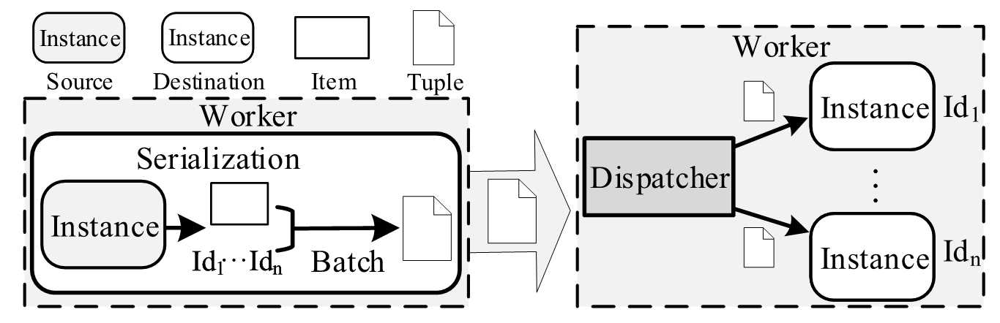 Instance
Source
Instance
Destination
Item
Tuple
Worker
Serialization
Instance
Id1···Idn
Batch
Worker
Dispatcher
Instance
Id1
⋮
Instance
Idn